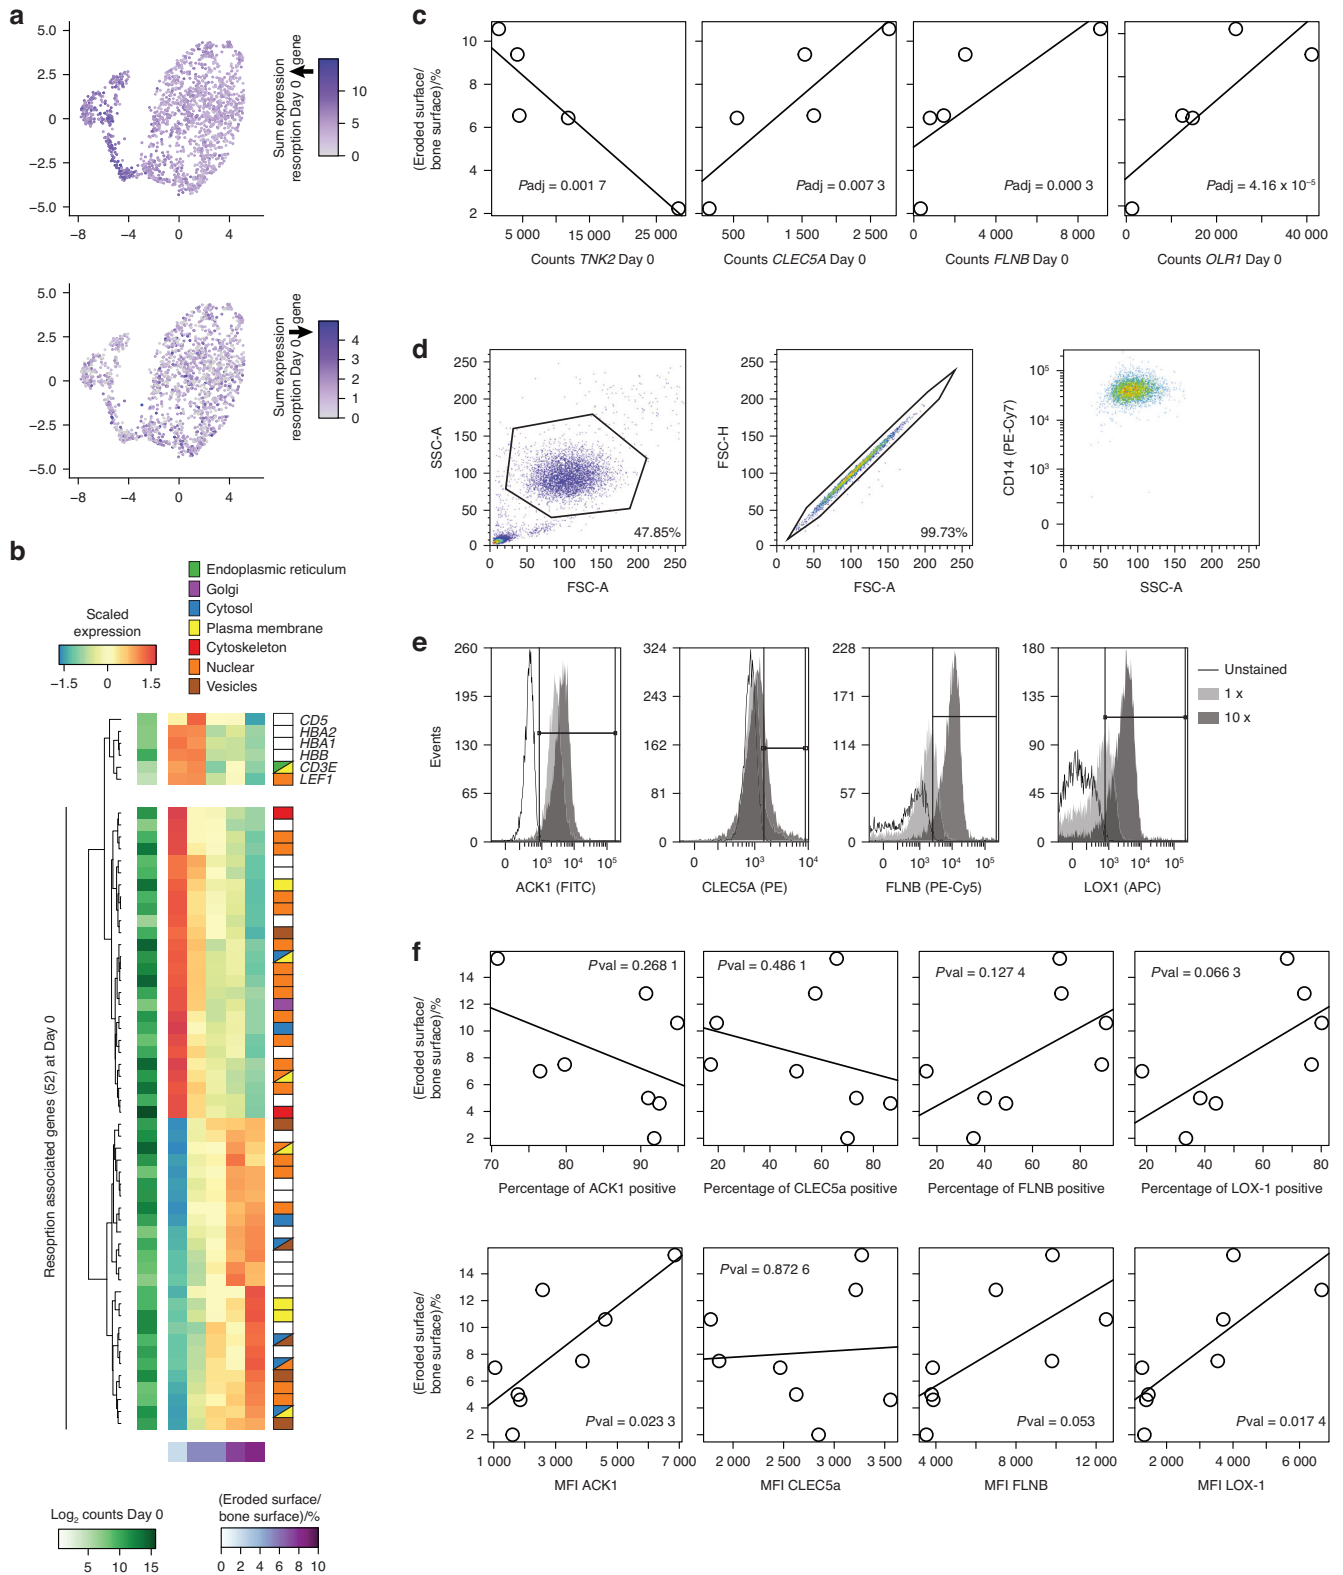 a
5.0
2.5
0
−2.5
−5.0
−8
−4
0
4
Sum expression
resorption Day 0 gene
10
5
0
5.0
2.5
0
−2.5
−5.0
−8
−4
0
4
Sum expression
resorption Day 0 gene
4
3
2
1
0
b
Endoplasmic reticulum
Golgi
Cytosol
Plasma membrane
Cytoskeleton
Nuclear
Vesicles
Scaled
expression
−1.5 0 1.5
CD5
HBA2
HBA1
HBB
CD3E
LEF1
Resoprtion associated genes (52) at Day 0
Log2 counts Day 0
5 10 15
(Eroded surface/
bone surface)/%
0 2 4 6 8 10
c
(Eroded surface/
bone surface)/%
10
8
6
4
2
Padj = 0.001 7
5 000 15 000
Counts TNK2 Day 0
Padj = 0.007 3
500 1 500 2 500
Counts CLEC5A Day 0
Padj = 0.000 3
0 4 000 8 000
Counts FLNB Day 0
Padj = 4.16 x 10−5
0 20 000 40 000
Counts OLR1 Day 0
d
SSC-A
250
200
150
100
50
0
47.85%
0 50 100 150 200 250
FSC-A
FSC-H
250
200
150
100
50
0
99.73%
0 50 100 150 200 250
FSC-A
CD14 (PE-Cy7)
105
104
103
0
0 50 100 150 200 250
SSC-A
e
Events
260
195
130
65
0
0 103 104 105
ACK1 (FITC)
324
243
162
81
0
0 103 104
CLEC5A (PE)
228
171
114
57
0
0 103 104 105
FLNB (PE-Cy5)
180
135
90
45
0
0 103 104 105
LOX1 (APC)
Unstained
1 x
10 x
f
(Eroded surface/
bone surface)/%
14
12
10
8
6
4
2
Pval = 0.268 1
70 80 90
Percentage of ACK1 positive
Pval = 0.486 1
20 40 60 80
Percentage of CLEC5a positive
Pval = 0.127 4
20 40 60 80
Percentage of FLNB positive
Pval = 0.066 3
20 40 60 80
Percentage of LOX-1 positive
(Eroded surface/
bone surface)/%
14
12
10
8
6
4
2
Pval = 0.023 3
1 000 3 000 5 000 7 000
MFI ACK1
Pval = 0.872 6
2 000 2 500 3 000 3 500
MFI CLEC5a
Pval = 0.053
4 000 8 000 12 000
MFI FLNB
Pval = 0.017 4
2 000 4 000 6 000
MFI LOX-1